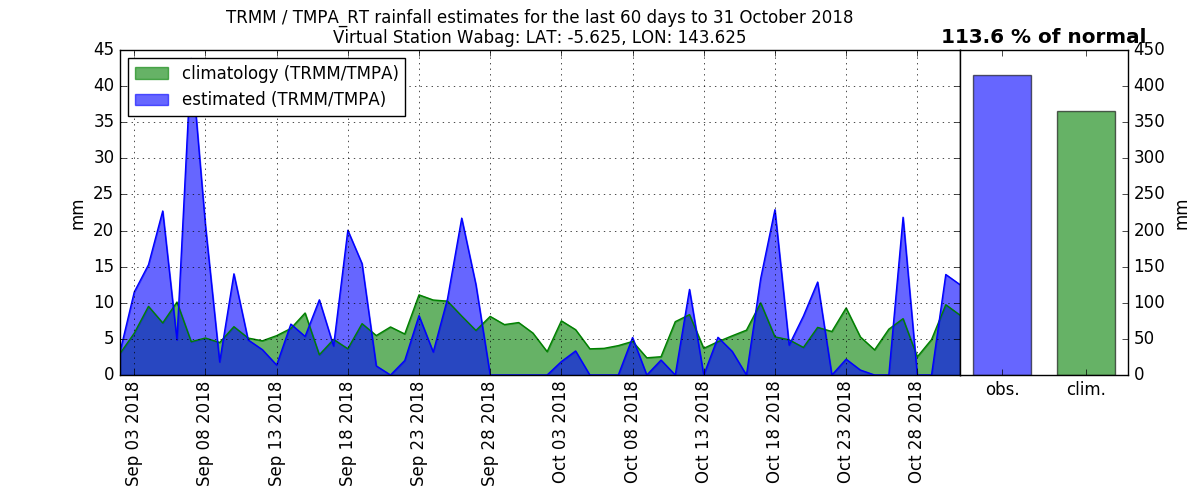 TRMM / TMPA_RT rainfall estimates for the last 60 days to 31 October 2018
Virtual Station Wabag: LAT: -5.625, LON: 143.625
113.6 % of normal
climatology (TRMM/TMPA)
estimated (TRMM/TMPA)
mm
45
40
35
30
25
20
15
10
5
0
Sep 03 2018
Sep 08 2018
Sep 13 2018
Sep 18 2018
Sep 23 2018
Sep 28 2018
Oct 03 2018
Oct 08 2018
Oct 13 2018
Oct 18 2018
Oct 23 2018
Oct 28 2018
obs.
clim.
450
400
350
300
250
200
150
100
50
0
mm